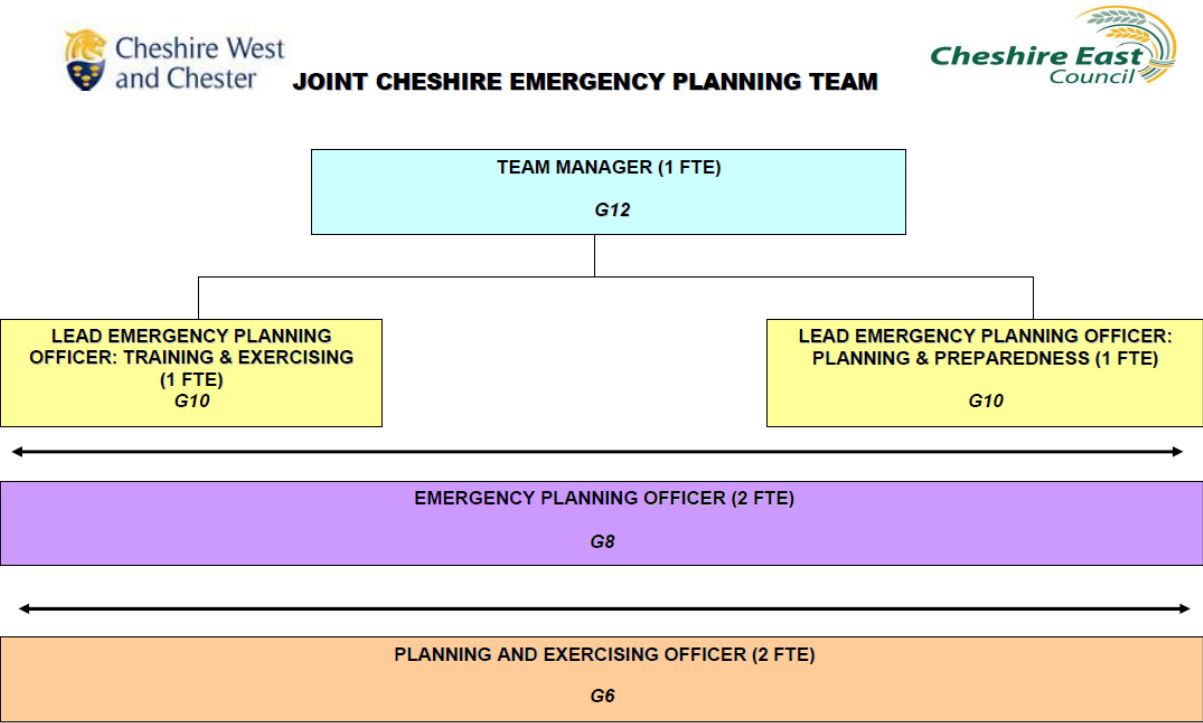 Cheshire West
and Chester
JOINT CHESHIRE EMERGENCY PLANNING TEAM
Cheshire East
Council
TEAM MANAGER (1 FTE)
G12
LEAD EMERGENCY PLANNING
OFFICER: TRAINING & EXERCISING
(1 FTE)
G10
LEAD EMERGENCY PLANNING OFFICER:
PLANNING & PREPAREDNESS (1 FTE)
G10
EMERGENCY PLANNING OFFICER (2 FTE)
G8
PLANNING AND EXERCISING OFFICER (2 FTE)
G6